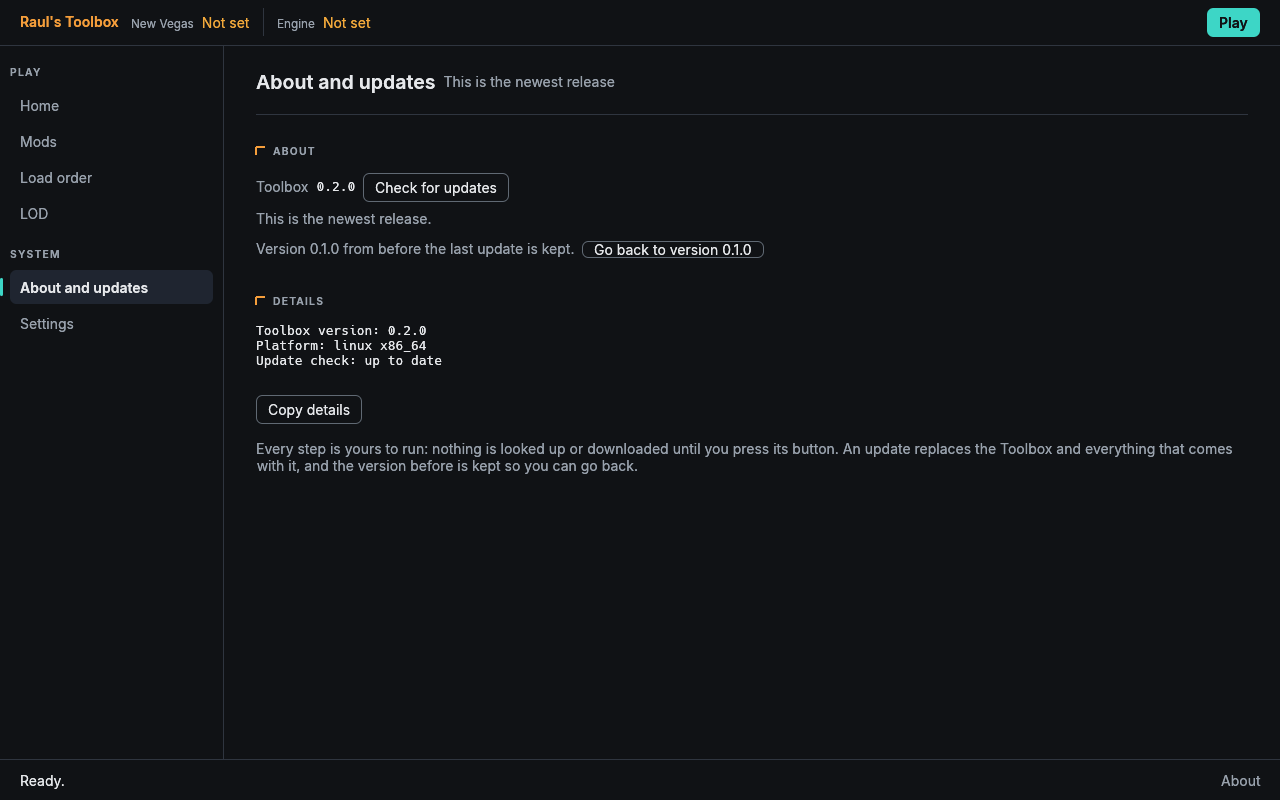 Raul's Toolbox New Vegas Not set Engine Not set Play
PLAY
Home
Mods
Load order
LOD
SYSTEM
About and updates
Settings
About and updates This is the newest release
ABOUT
Toolbox 0.2.0 Check for updates
This is the newest release.
Version 0.1.0 from before the last update is kept. Go back to version 0.1.0
DETAILS
Toolbox version: 0.2.0
Platform: linux x86_64
Update check: up to date
Copy details
Every step is yours to run: nothing is looked up or downloaded until you press its button. An update replaces the Toolbox and everything that comes
with it, and the version before is kept so you can go back.
Ready. About